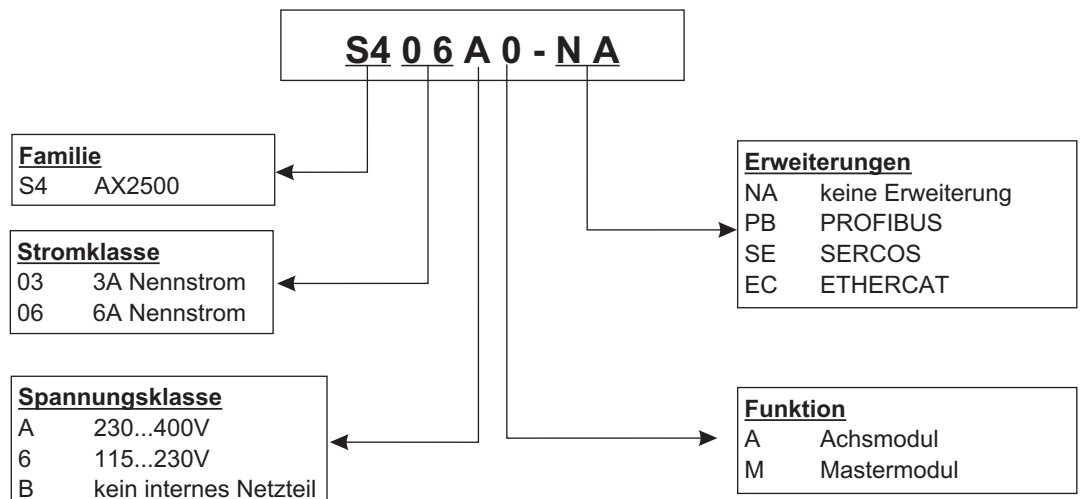 S406A0-NA
Familie
S4 AX2500
Stromklasse
03 3A Nennstrom
06 6A Nennstrom
Spannungsklasse
A 230...400V
6 115...230V
B kein internes Netzteil
Erweiterungen
NA keine Erweiterung
PB PROFIBUS
SE SERCOS
EC ETHERCAT
Funktion
A Achsmodul
M Mastermodul